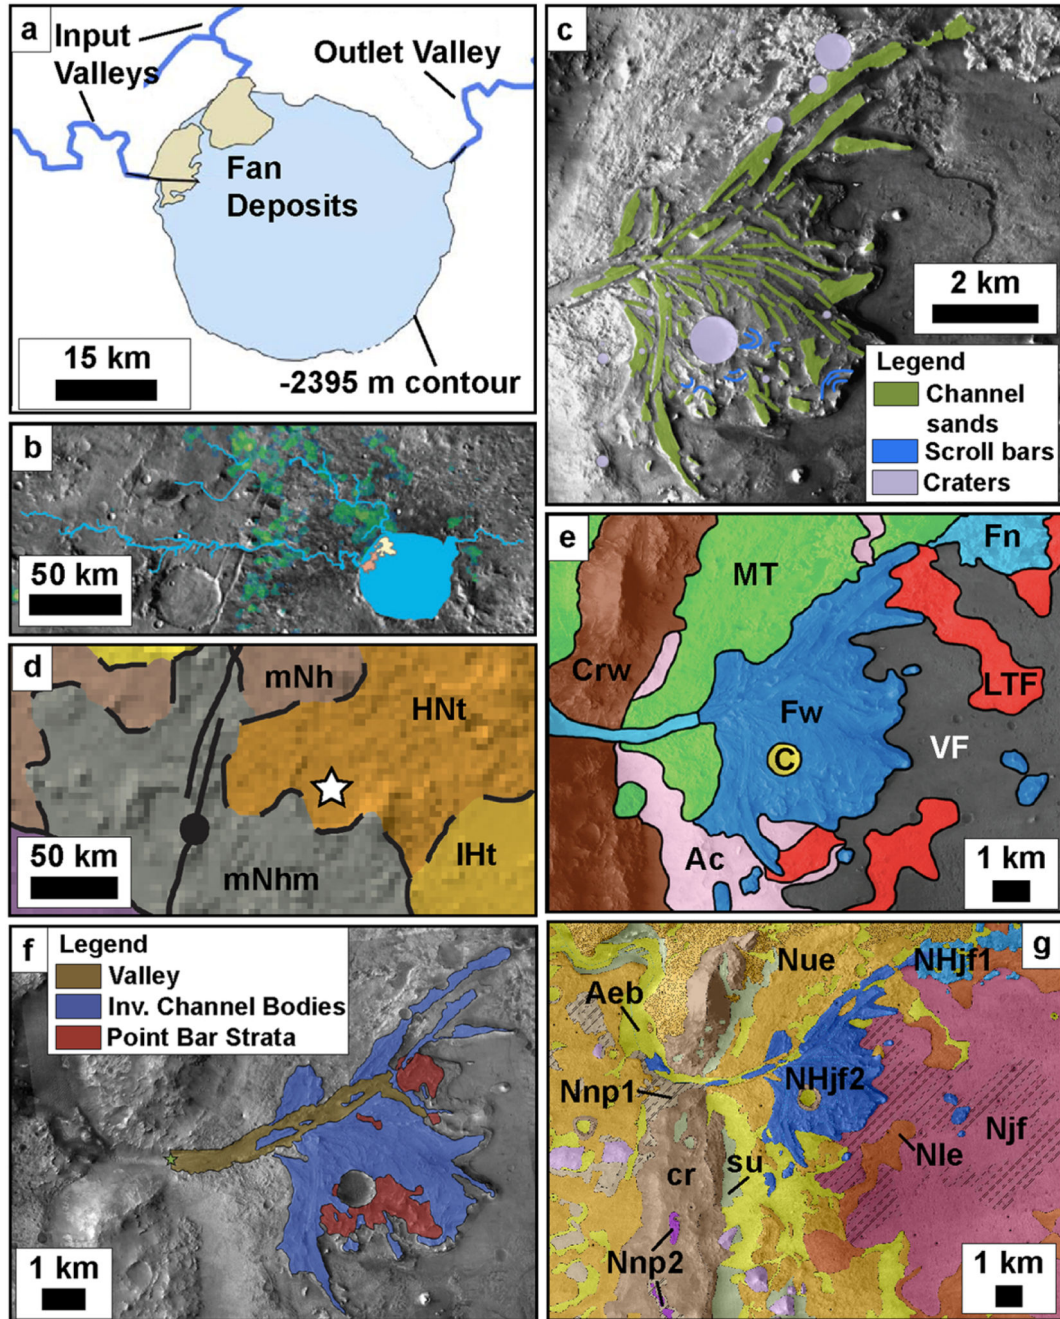 a
Input
Valleys
Outlet Valley
Fan
Deposits
15 km
-2395 m contour
b
50 km
c
2 km
Legend
Channel
sands
Scroll bars
Craters
d
mNh
HNt
lHt
mNhm
50 km
e
MT
Fn
Crw
LTF
Fw
C
VF
Ac
1 km
f
Legend
Valley
Inv. Channel Bodies
Point Bar Strata
1 km
g
Nue
NHjf1
Aeb
NHjf2
Nnp1
Njf
Nle
su
cr
Nnp2
1 km